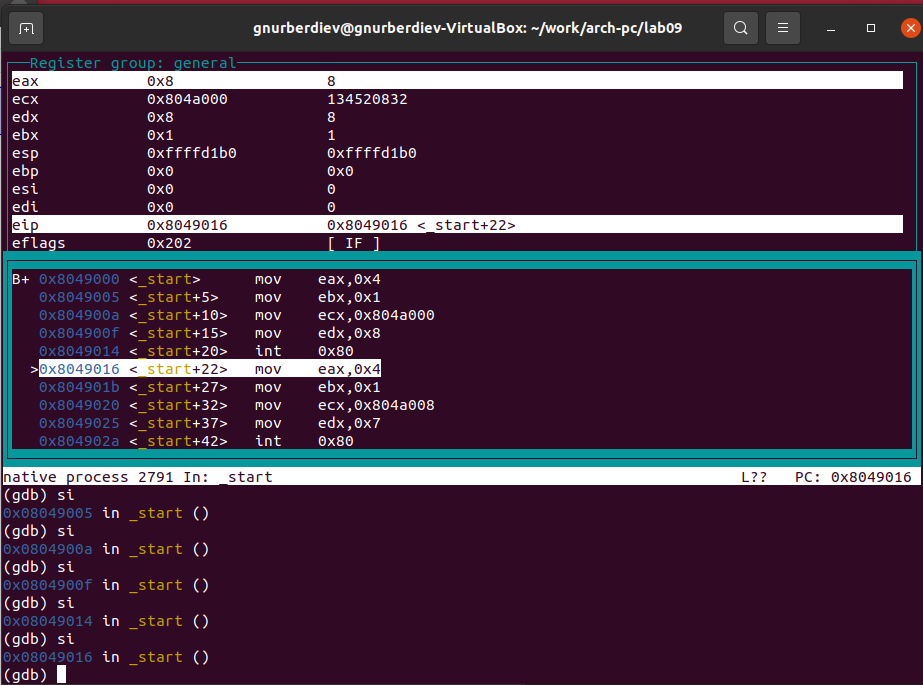 gnurberdiev@gnurberdiev-VirtualBox: ~/work/arch-pc/lab09
Register group: general
eax 0x8 8
ecx 0x804a000 134520832
edx 0x8 8
ebx 0x1 1
esp 0xffffd1b0 0xffffd1b0
ebp 0x0 0x0
esi 0x0 0
edi 0x0 0
eip 0x8049016 0x8049016 <_start+22>
eflags 0x202 [ IF ]
B+ 0x8049000 <_start> mov eax,0x4
0x8049005 <_start+5> mov ebx,0x1
0x804900a <_start+10> mov ecx,0x804a000
0x804900f <_start+15> mov edx,0x8
0x8049014 <_start+20> int 0x80
>0x8049016 <_start+22> mov eax,0x4
0x804901b <_start+27> mov ebx,0x1
0x8049020 <_start+32> mov ecx,0x804a008
0x8049025 <_start+37> mov edx,0x7
0x804902a <_start+42> int 0x80
native process 2791 In: _start L?? PC: 0x8049016
(gdb) si
0x08049005 in _start ()
(gdb) si
0x0804900a in _start ()
(gdb) si
0x0804900f in _start ()
(gdb) si
0x08049014 in _start ()
(gdb) si
0x08049016 in _start ()
(gdb)